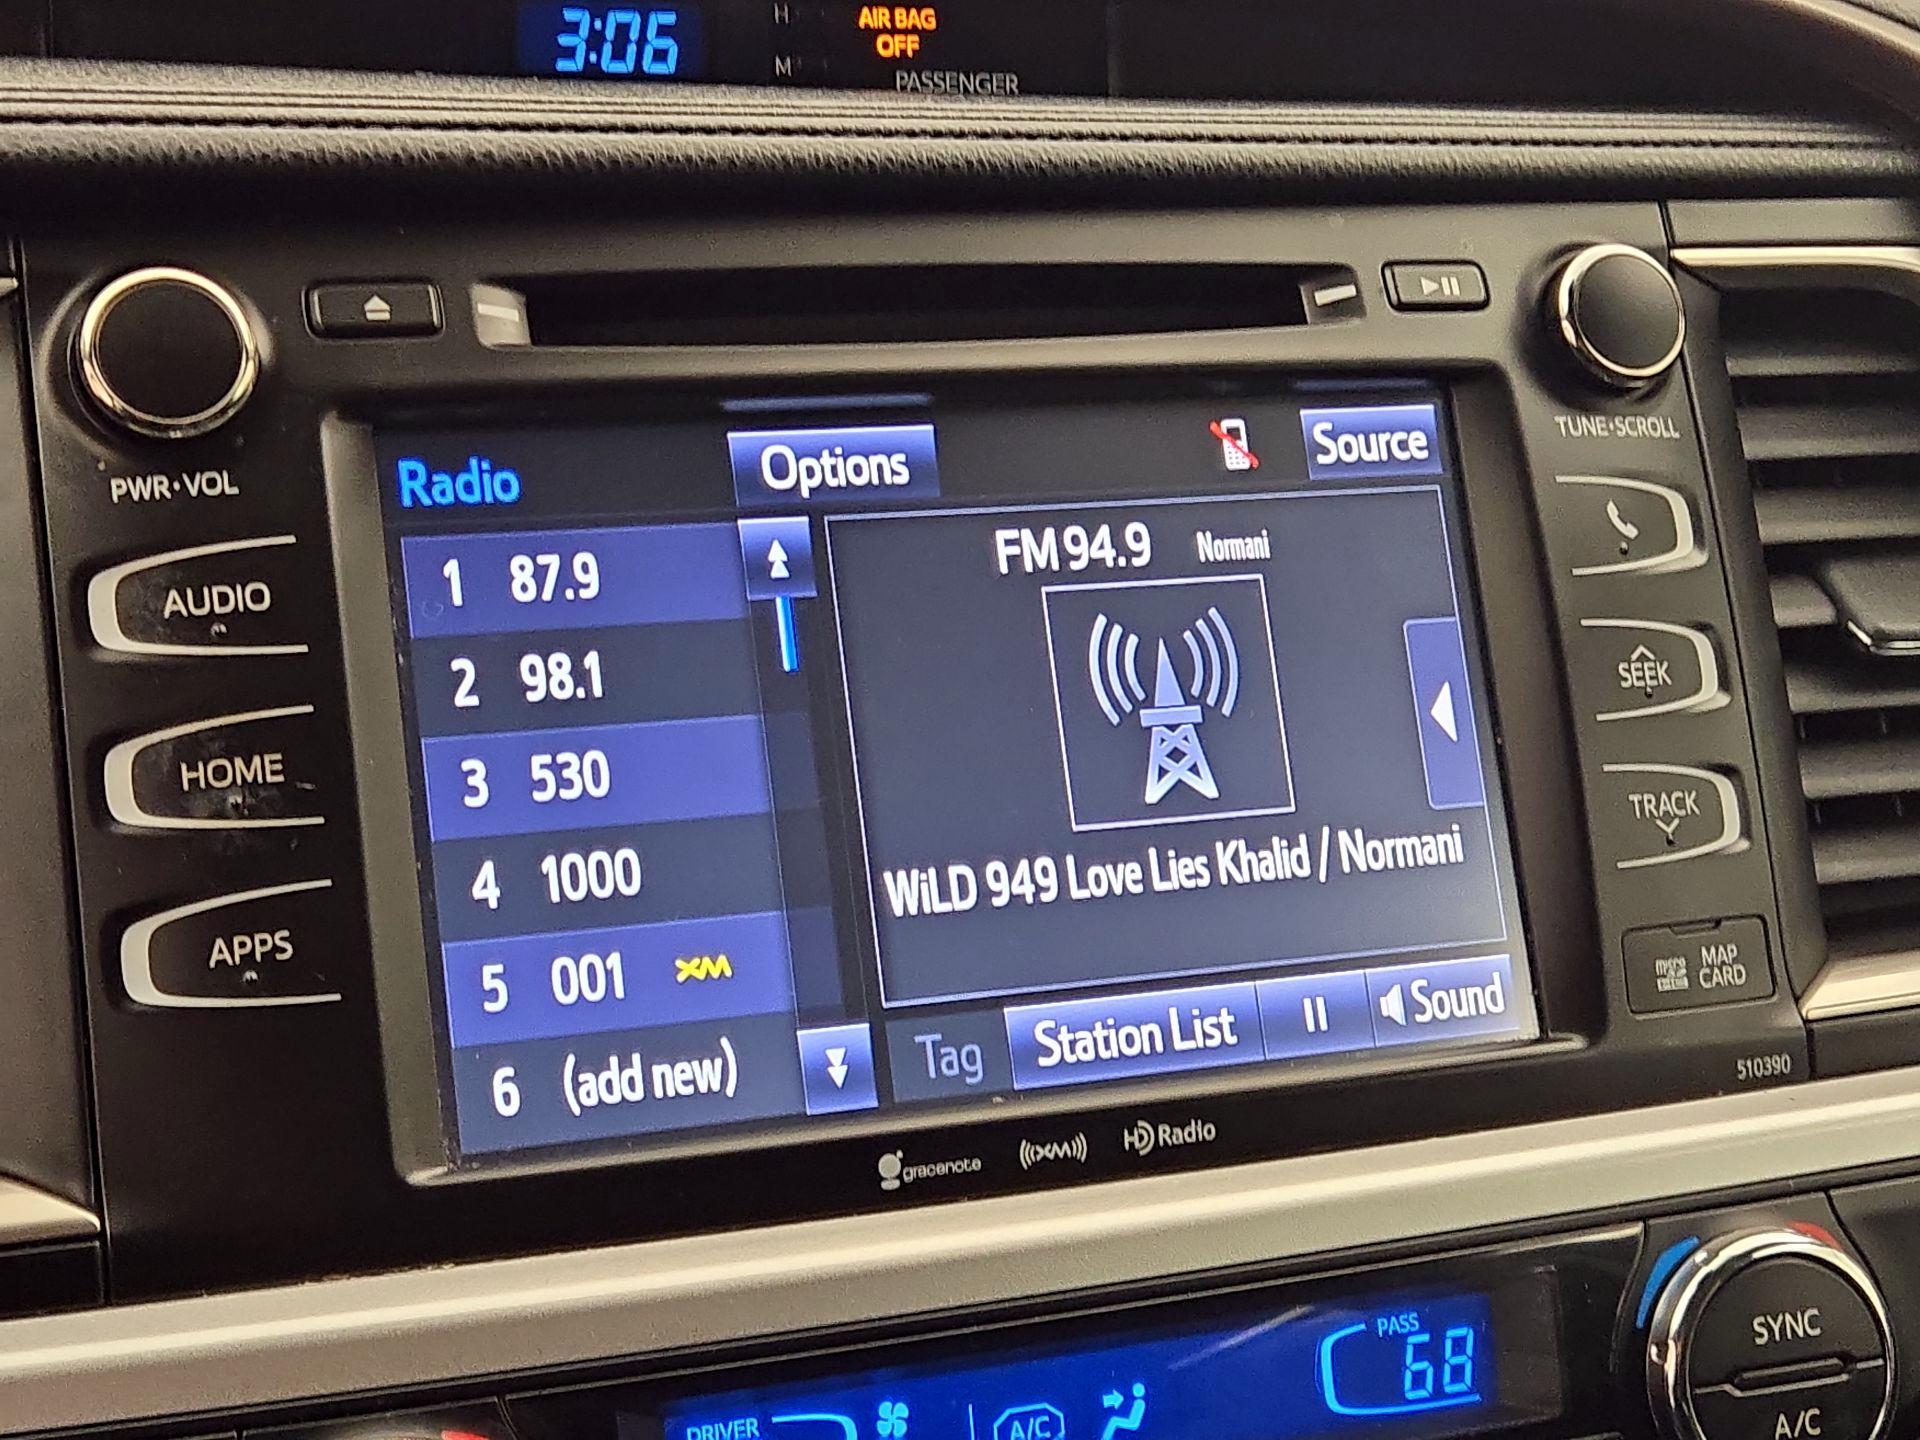 3:06
H
M
AIR BAG
OFF
PASSENGER
PWR·VOL
TUNE·SCROLL
AUDIO
HOME
APPS
SEEK
TRACK
micro
MAP
CARD
510390
Radio
Options
Source
1 87.9
2 98.1
3 530
4 1000
5 001 XM
6 (add new)
FM 94.9 Normani
WiLD 949 Love Lies Khalid / Normani
Tag
Station List
Sound
gracenote
((XM))
HD Radio
PASS
68
DRIVER
A/C
SYNC
A/C